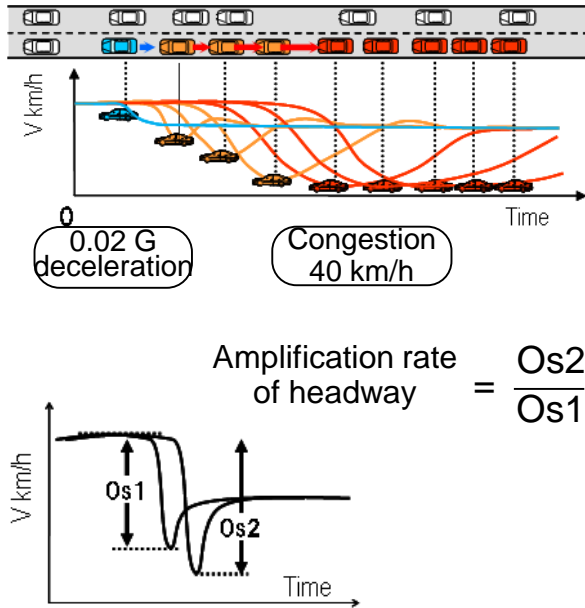 V km/h
0
Time
0.02 G
deceleration
Congestion
40 km/h
Amplification rate
of headway
= Os2
Os1
V km/h
Os1
Os2
Time